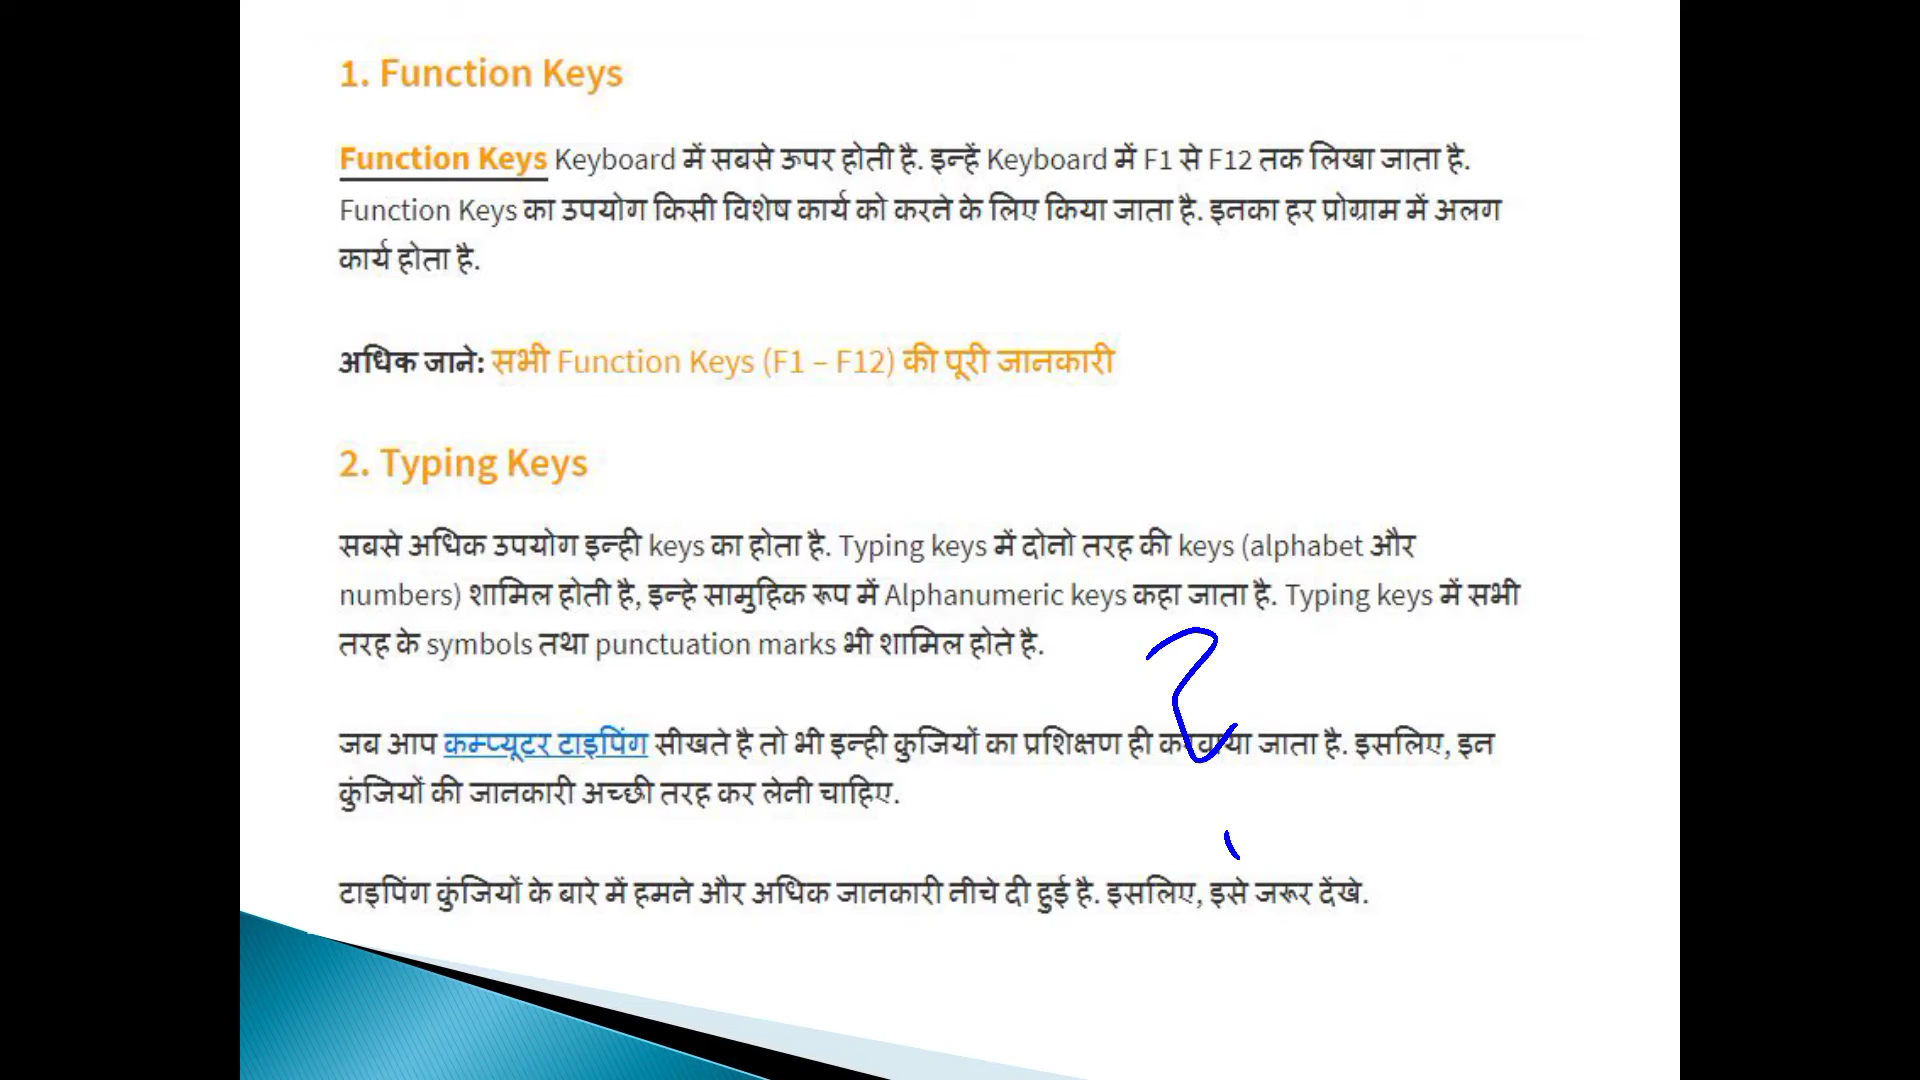 1. Function Keys
Function Keys Keyboard में सबसे ऊपर होती है. इन्हें Keyboard में F1 से F12 तक लिखा जाता है.
Function Keys का उपयोग किसी विशेष कार्य को करने के लिए किया जाता है. इनका हर प्रोग्राम में अलग
कार्य होता है.
अधिक जाने: सभी Function Keys (F1 – F12) की पूरी जानकारी
2. Typing Keys
सबसे अधिक उपयोग इन्ही keys का होता है. Typing keys में दोनो तरह की keys (alphabet और
numbers) शामिल होती है, इन्हे सामुहिक रूप में Alphanumeric keys कहा जाता है. Typing keys में सभी
तरह के symbols तथा punctuation marks भी शामिल होते है.
जब आप कम्प्यूटर टाइपिंग सीखते है तो भी इन्ही कुजियों का प्रशिक्षण ही करवाया जाता है. इसलिए, इन
कुंजियों की जानकारी अच्छी तरह कर लेनी चाहिए.
टाइपिंग कुंजियों के बारे में हमने और अधिक जानकारी नीचे दी हुई है. इसलिए, इसे जरूर देंखे.